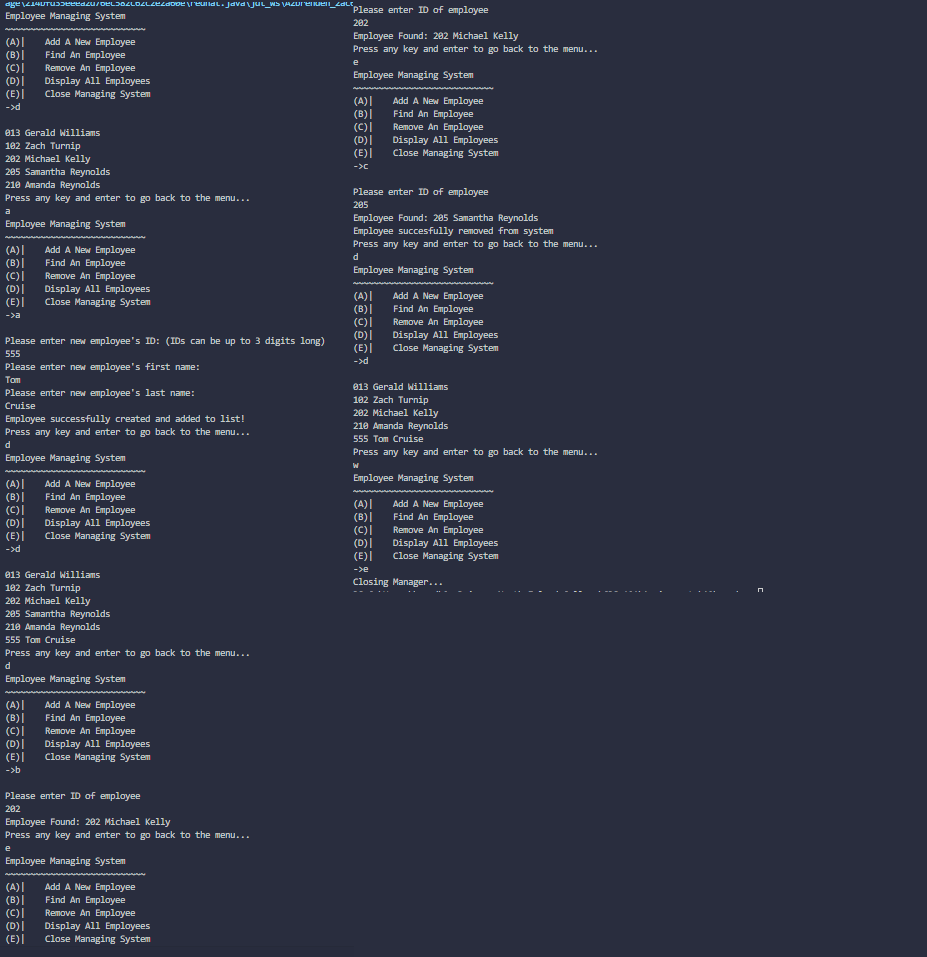 age\214bfd35eeea2d76ec582c62c2e2a60e\redhat.java\jdt_ws\A2brenden_2ac
Employee Managing System
~~~~~~~~~~~~~~~~~~~~~~~~~~~~
(A)|    Add A New Employee
(B)|    Find An Employee
(C)|    Remove An Employee
(D)|    Display All Employees
(E)|    Close Managing System
->d

013 Gerald Williams
102 Zach Turnip
202 Michael Kelly
205 Samantha Reynolds
210 Amanda Reynolds
Press any key and enter to go back to the menu...
a
Employee Managing System
~~~~~~~~~~~~~~~~~~~~~~~~~~~~
(A)|    Add A New Employee
(B)|    Find An Employee
(C)|    Remove An Employee
(D)|    Display All Employees
(E)|    Close Managing System
->a

Please enter new employee's ID: (IDs can be up to 3 digits long)
555
Please enter new employee's first name:
Tom
Please enter new employee's last name:
Cruise
Employee successfully created and added to list!
Press any key and enter to go back to the menu...
d
Employee Managing System
~~~~~~~~~~~~~~~~~~~~~~~~~~~~
(A)|    Add A New Employee
(B)|    Find An Employee
(C)|    Remove An Employee
(D)|    Display All Employees
(E)|    Close Managing System
->d

013 Gerald Williams
102 Zach Turnip
202 Michael Kelly
205 Samantha Reynolds
210 Amanda Reynolds
555 Tom Cruise
Press any key and enter to go back to the menu...
d
Employee Managing System
~~~~~~~~~~~~~~~~~~~~~~~~~~~~
(A)|    Add A New Employee
(B)|    Find An Employee
(C)|    Remove An Employee
(D)|    Display All Employees
(E)|    Close Managing System
->b

Please enter ID of employee
202
Employee Found: 202 Michael Kelly
Press any key and enter to go back to the menu...
e
Employee Managing System
~~~~~~~~~~~~~~~~~~~~~~~~~~~~
(A)|    Add A New Employee
(B)|    Find An Employee
(C)|    Remove An Employee
(D)|    Display All Employees
(E)|    Close Managing System
Please enter ID of employee
202
Employee Found: 202 Michael Kelly
Press any key and enter to go back to the menu...
e
Employee Managing System
~~~~~~~~~~~~~~~~~~~~~~~~~~~~
(A)|    Add A New Employee
(B)|    Find An Employee
(C)|    Remove An Employee
(D)|    Display All Employees
(E)|    Close Managing System
->c

Please enter ID of employee
205
Employee Found: 205 Samantha Reynolds
Employee succesfully removed from system
Press any key and enter to go back to the menu...
d
Employee Managing System
~~~~~~~~~~~~~~~~~~~~~~~~~~~~
(A)|    Add A New Employee
(B)|    Find An Employee
(C)|    Remove An Employee
(D)|    Display All Employees
(E)|    Close Managing System
->d

013 Gerald Williams
102 Zach Turnip
202 Michael Kelly
210 Amanda Reynolds
555 Tom Cruise
Press any key and enter to go back to the menu...
w
Employee Managing System
~~~~~~~~~~~~~~~~~~~~~~~~~~~~
(A)|    Add A New Employee
(B)|    Find An Employee
(C)|    Remove An Employee
(D)|    Display All Employees
(E)|    Close Managing System
->e
Closing Manager...